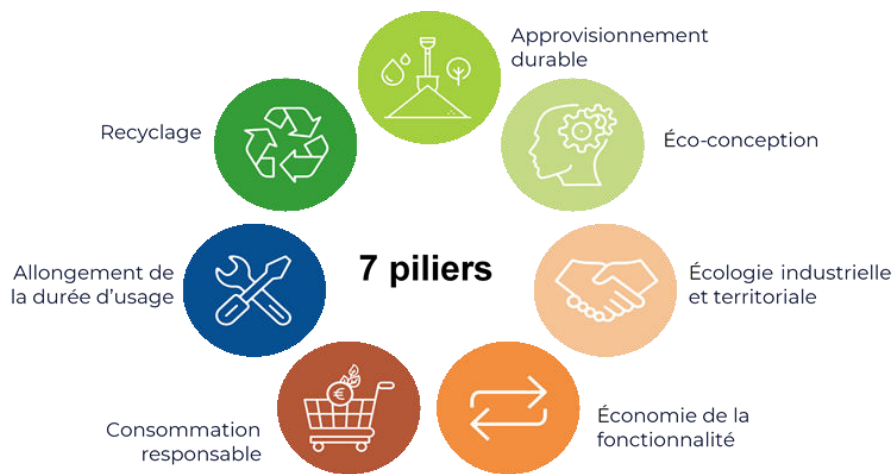 Approvisionnement
durable
Recyclage
Éco-conception
Allongement de
la durée d'usage
7 piliers
Écologie industrielle
et territoriale
€
Consommation
responsable
Économie de la
fonctionnalité